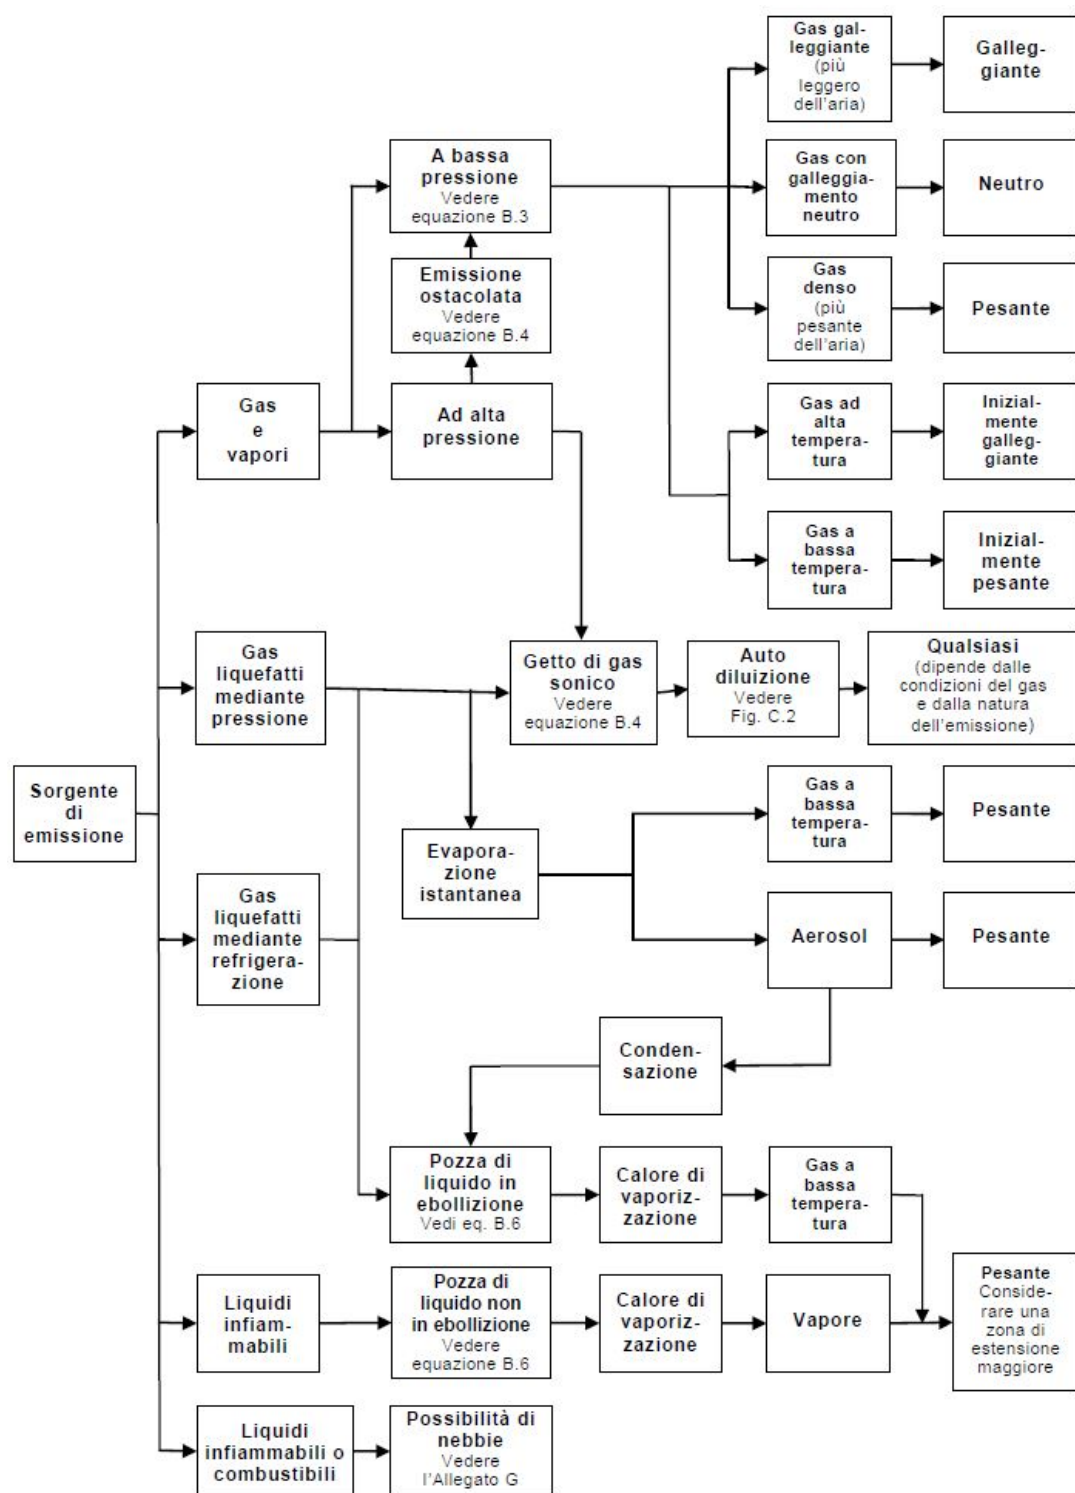 Gas gal-
leggiante
(più
leggero
dell'aria)
Galleg-
giante
A bassa
pressione
Vedere
equazione B.3
Gas con
galleggia-
mento
neutro
Neutro
Emissione
ostacolata
Vedere
equazione B.4
Gas
denso
(più
pesante
dell'aria)
Pesante
Gas
e
vapori
Ad alta
pressione
Gas ad
alta
tempera-
tura
Inizial-
mente
galleg-
giante
Gas a
bassa
tempera-
tura
Inizial-
mente
pesante
Gas
liquefatti
mediante
pressione
Getto di gas
sonico
Vedere
equazione B.4
Auto
diluizione
Vedere
Fig. C.2
Qualsiasi
(dipende dalle
condizioni del gas
e dalla natura
dell'emissione)
Sorgente
di
emissione
Gas a
bassa
tempera-
tura
Pesante
Evapora-
zione
istantanea
Gas
liquefatti
mediante
refrigera-
zione
Aerosol
Pesante
Conden-
sazione
Pozza di
liquido in
ebollizione
Vedi eq. B.6
Calore di
vaporiz-
zazione
Gas a
bassa
tempera-
tura
Liquidi
infiam-
mabili
Pozza di
liquido non
in ebollizione
Vedere
equazione B.6
Calore di
vaporiz-
zazione
Vapore
Pesante
Conside-
rare una
zona di
estensione
maggiore
Liquidi
infiammabili o
combustibili
Possibilità di
nebbie
Vedere
l'Allegato G